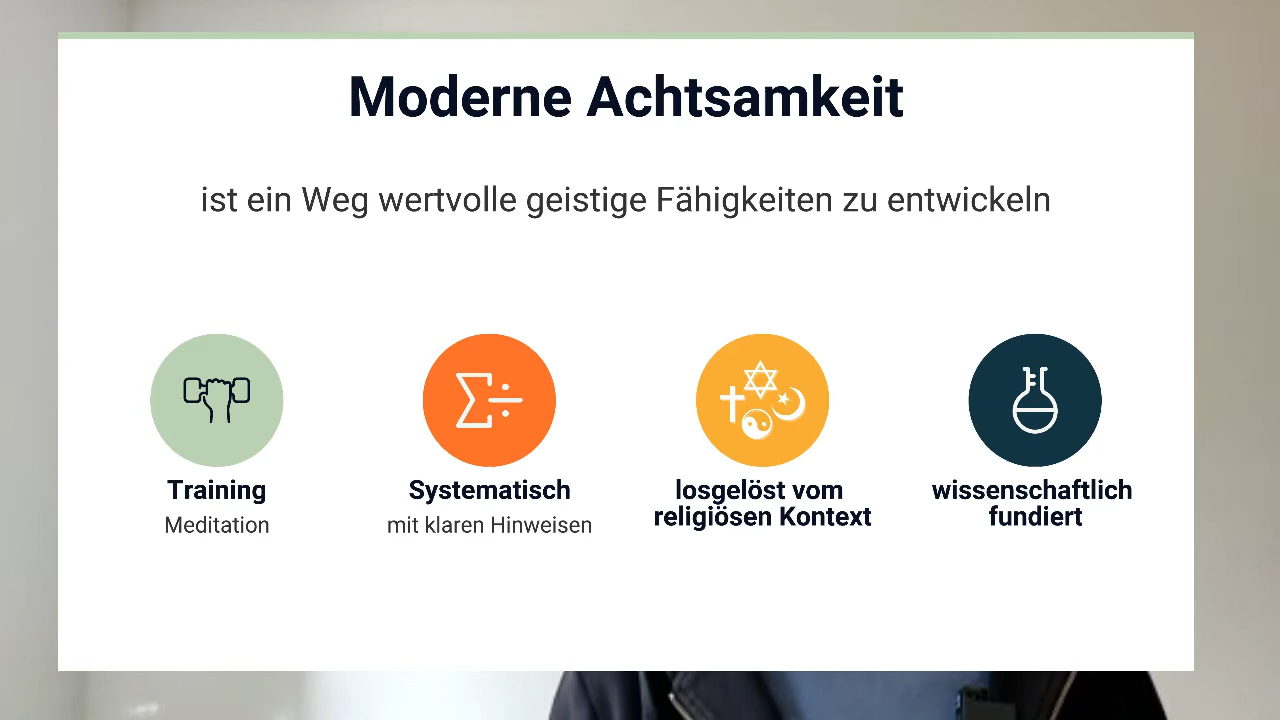 Moderne Achtsamkeit
ist ein Weg wertvolle geistige Fähigkeiten zu entwickeln
Training
Meditation
Systematisch
mit klaren Hinweisen
losgelöst vom
religiösen Kontext
wissenschaftlich
fundiert